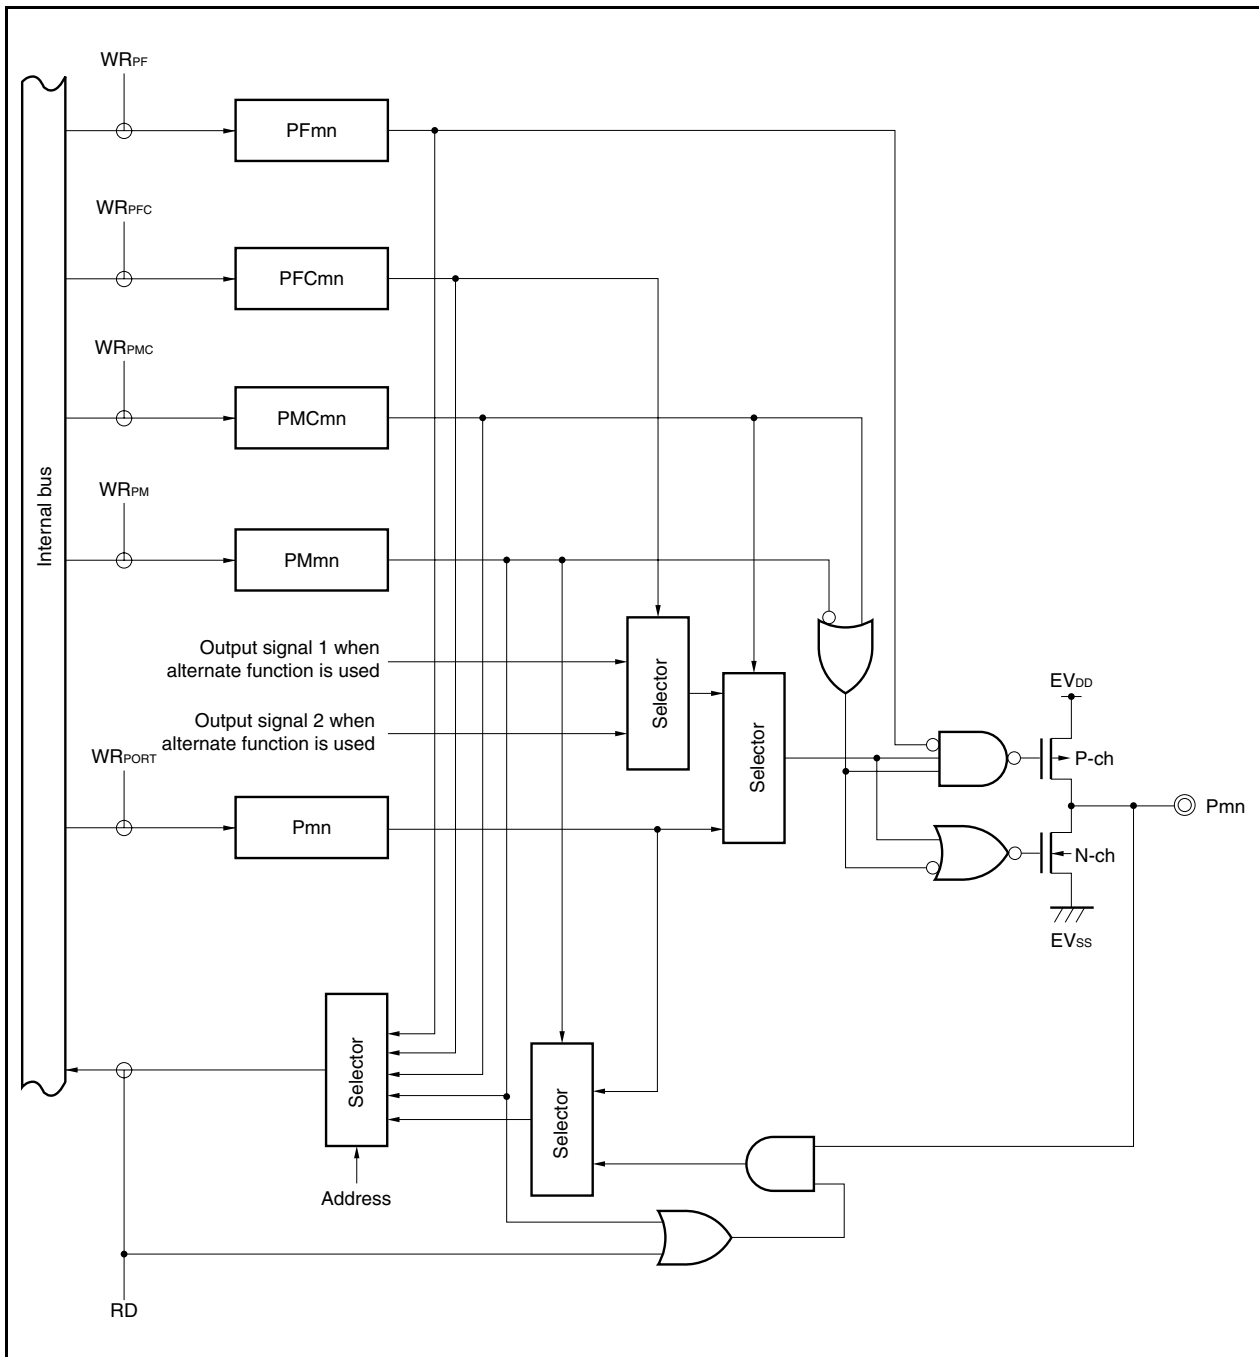 WRPF
PFmn
WRPFC
PFCmn
WRPMC
PMCmn
Internal bus
WRPM
PMmn
Output signal 1 when
alternate function is used
Selector
Output signal 2 when
alternate function is used
Selector
EVDD
P-ch
WRPORT
Pmn
Pmn
N-ch
EVSS
Selector
Selector
Address
RD